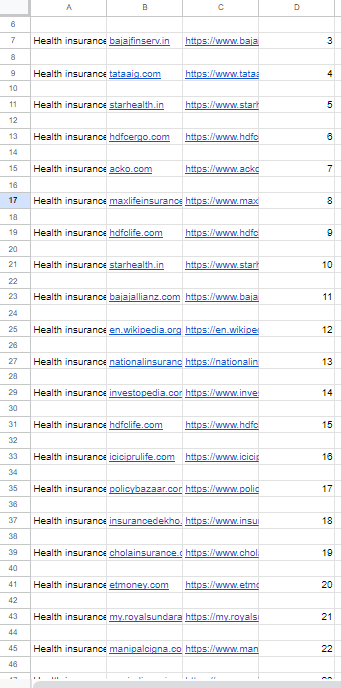 A B C D
6
7 Health insurance bajajfinserv.in https://www.baja 3
8
9 Health insurance tataaig.com https://www.tataa 4
10
11 Health insurance starhealth.in https://www.starh 5
12
13 Health insurance hdfcergo.com https://www.hdfc 6
14
15 Health insurance acko.com https://www.acko 7
16
17 Health insurance maxlifeinsurance https://www.max 8
18
19 Health insurance hdfclife.com https://www.hdfc 9
20
21 Health insurance starhealth.in https://www.starh 10
22
23 Health insurance bajajallianz.com https://www.baja 11
24
25 Health insurance en.wikipedia.org https://en.wikipe 12
26
27 Health insurance nationalinsuranc https://nationalin 13
28
29 Health insurance investopedia.com https://www.inve 14
30
31 Health insurance hdfclife.com https://www.hdfc 15
32
33 Health insurance iciciprulife.com https://www.icicip 16
34
35 Health insurance policybazaar.com https://www.polic 17
36
37 Health insurance insurancedekho. https://www.insu 18
38
39 Health insurance cholainsurance.c https://www.chol 19
40
41 Health insurance etmoney.com https://www.etmo 20
42
43 Health insurance my.royalsundara https://my.royals 21
44
45 Health insurance manipalcigna.co https://www.man 22
46